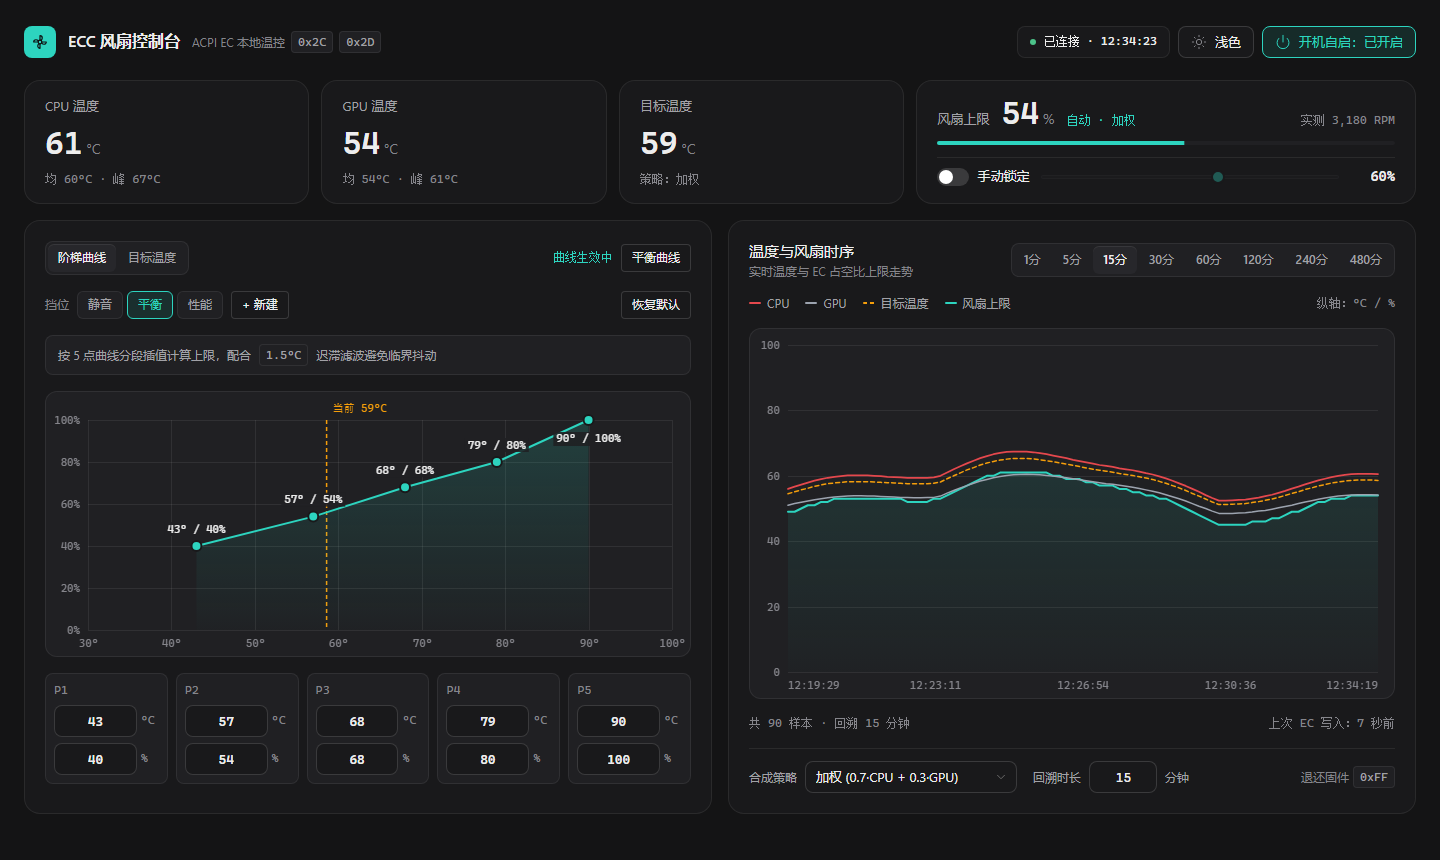 ECC 风扇控制台 ACPI EC 本地温控 0x2C 0x2D
已连接 · 12:34:23 浅色 开机自启: 已开启
CPU 温度
61 °C
均 60°C · 峰 67°C
GPU 温度
54 °C
均 54°C · 峰 61°C
目标温度
59 °C
策略: 加权
风扇上限 54 % 自动 · 加权 实测 3,180 RPM
手动锁定 60%
阶梯曲线 目标温度 曲线生效中 平衡曲线
挡位 静音 平衡 性能 + 新建 恢复默认
按 5 点曲线分段插值计算上限, 配合 1.5°C 迟滞滤波避免临界抖动
当前 59°C
100%
80%
60%
40%
20%
0%
43° / 40%
57° / 54%
68° / 68%
79° / 80%
90° / 100%
30° 40° 50° 60° 70° 80° 90° 100°
P1
43 °C
40 %
P2
57 °C
54 %
P3
68 °C
68 %
P4
79 °C
80 %
P5
90 °C
100 %
温度与风扇时序
实时温度与 EC 占空比上限走势
1分 5分 15分 30分 60分 120分 240分 480分
CPU GPU 目标温度 风扇上限 纵轴: °C / %
100
80
60
40
20
0
12:19:29 12:23:11 12:26:54 12:30:36 12:34:19
共 90 样本 · 回溯 15 分钟 上次 EC 写入: 7 秒前
合成策略 加权 (0.7·CPU + 0.3·GPU) 回溯时长 15 分钟 退还固件 0xFF